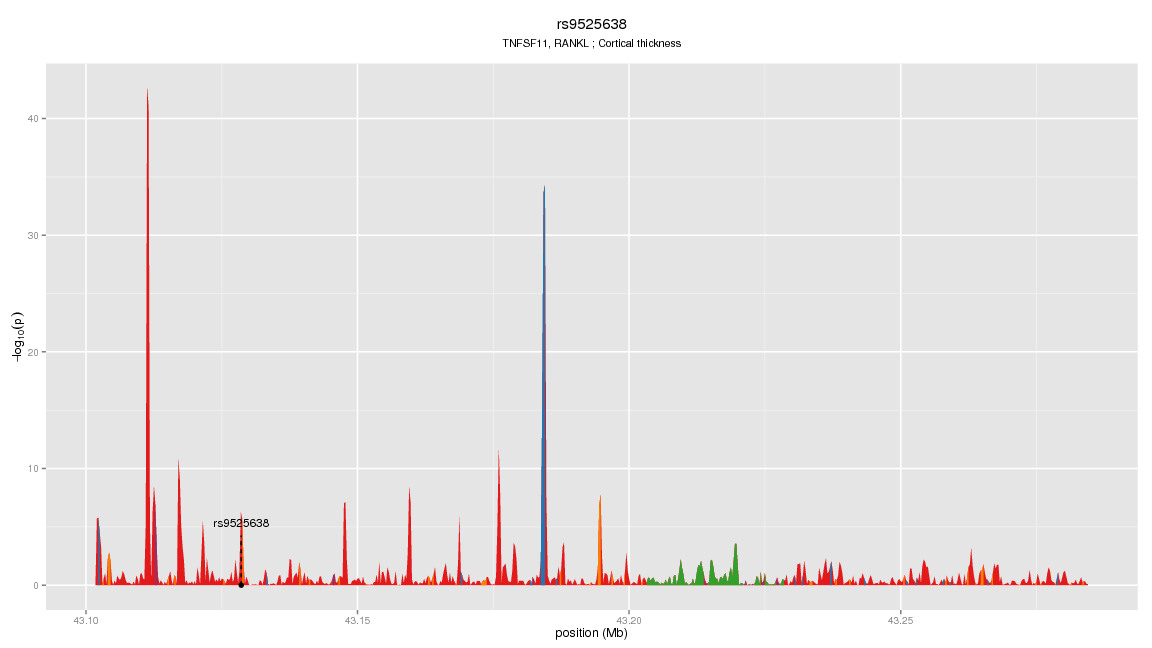 rs9525638
TNFSF11, RANKL ; Cortical thickness
−log10(p)
40
30
20
10
0
rs9525638
43.10 43.15 43.20 43.25
position (Mb)